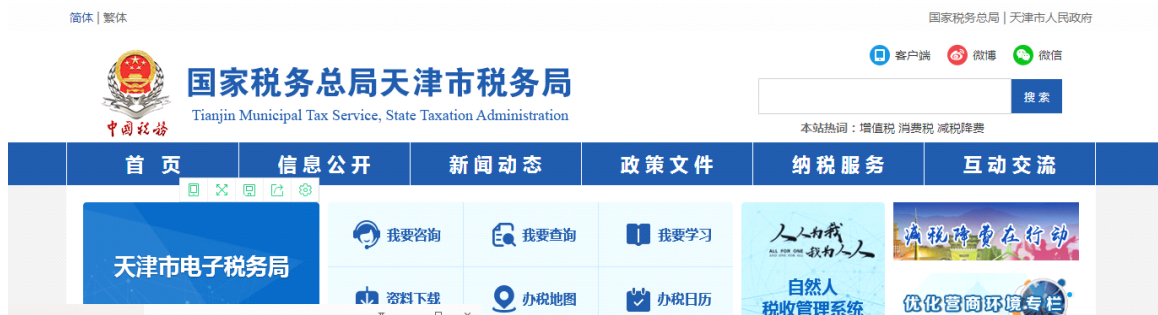 简体 | 繁体
国家税务总局 | 天津市人民政府
客户端 微博 微信
国家税务总局天津市税务局
Tianjin Municipal Tax Service, State Taxation Administration
中国税务
搜 索
本站热词：增值税 消费税 减税降费
首 页 信息公开 新闻动态 政策文件 纳税服务 互动交流
天津市电子税务局
我要咨询 我要查询 我要学习
资料下载 办税地图 办税日历
人人为我
ALL FOR ONE
我为人人
自然人
税收管理系统
减税降费在行动
优化营商环境专栏